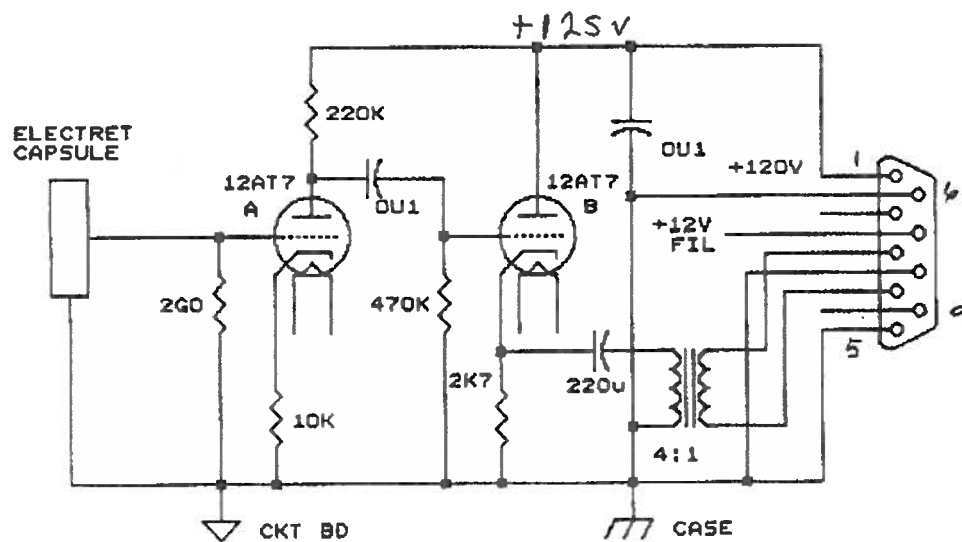 +125v
220K
ELECTRET
CAPSULE
12AT7
A
0U1
12AT7
B
0U1
+120V
1
6
+12V
FIL
2G0
470K
9
5
2K7
220u
10K
4:1
CKT BD
CASE